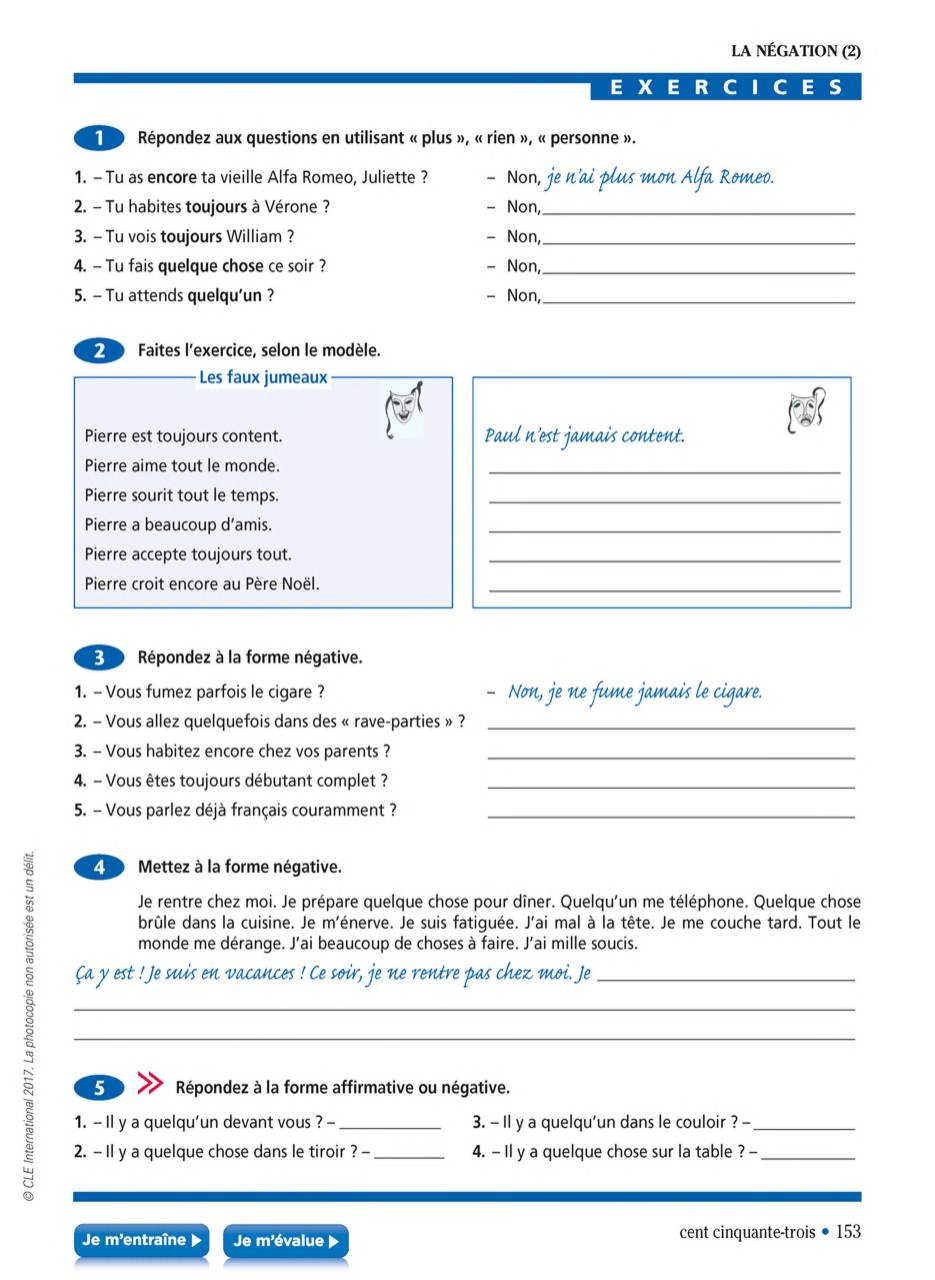 LA NÉGATION (2)
EXERCICES
1 Répondez aux questions en utilisant « plus », « rien », « personne ».
1. – Tu as encore ta vieille Alfa Romeo, Juliette ? – Non, je n'ai plus mon Alfa Romeo.
2. – Tu habites toujours à Vérone ? – Non,
3. – Tu vois toujours William ? – Non,
4. – Tu fais quelque chose ce soir ? – Non,
5. – Tu attends quelqu'un ? – Non,
2 Faites l'exercice, selon le modèle.
Les faux jumeaux
Pierre est toujours content. Paul n'est jamais content.
Pierre aime tout le monde.
Pierre sourit tout le temps.
Pierre a beaucoup d'amis.
Pierre accepte toujours tout.
Pierre croit encore au Père Noël.
3 Répondez à la forme négative.
1. – Vous fumez parfois le cigare ? – Non, je ne fume jamais le cigare.
2. – Vous allez quelquefois dans des « rave-parties » ?
3. – Vous habitez encore chez vos parents ?
4. – Vous êtes toujours débutant complet ?
5. – Vous parlez déjà français couramment ?
4 Mettez à la forme négative.
Je rentre chez moi. Je prépare quelque chose pour dîner. Quelqu'un me téléphone. Quelque chose
brûle dans la cuisine. Je m'énerve. Je suis fatiguée. J'ai mal à la tête. Je me couche tard. Tout le
monde me dérange. J'ai beaucoup de choses à faire. J'ai mille soucis.
Ça y est ! Je suis en vacances ! Ce soir, je ne rentre pas chez moi. Je
5 Répondez à la forme affirmative ou négative.
1. – Il y a quelqu'un devant vous ? – 3. – Il y a quelqu'un dans le couloir ? –
2. – Il y a quelque chose dans le tiroir ? – 4. – Il y a quelque chose sur la table ? –
© CLE International 2017. La photocopie non autorisée est un délit.
Je m'entraîne Je m'évalue cent cinquante-trois • 153